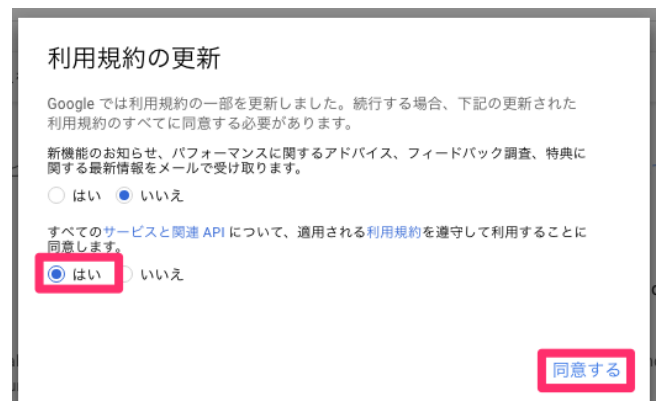 利用規約の更新
Google では利用規約の一部を更新しました。続行する場合、下記の更新された
利用規約のすべてに同意する必要があります。
新機能のお知らせ、パフォーマンスに関するアドバイス、フィードバック調査、特典に
関する最新情報をメールで受け取ります。
はい いいえ
すべてのサービスと関連 API について、適用される利用規約を遵守して利用することに
同意します。
はい いいえ
同意する